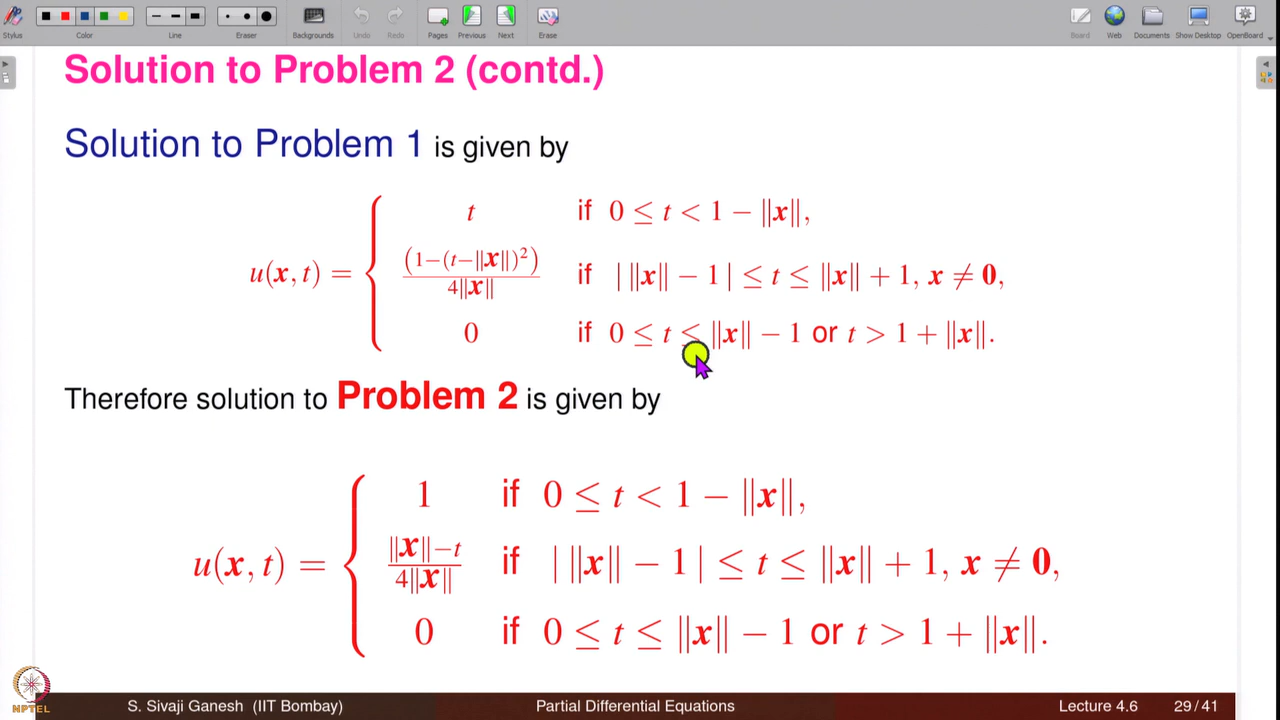 Stylus Color Line Eraser Backgrounds Undo Redo Pages Previous Next Erase Board Web Documents Show Desktop OpenBoard
Solution to Problem 2 (contd.)
Solution to Problem 1 is given by
u(x, t) = { t if 0 ≤ t < 1 − ‖x‖,
(1−(t−‖x‖)²) / 4‖x‖ if | ‖x‖ − 1 | ≤ t ≤ ‖x‖ + 1, x ≠ 0,
0 if 0 ≤ t ≤ ‖x‖ − 1 or t > 1 + ‖x‖.
Therefore solution to Problem 2 is given by
u(x, t) = { 1 if 0 ≤ t < 1 − ‖x‖,
‖x‖−t / 4‖x‖ if | ‖x‖ − 1 | ≤ t ≤ ‖x‖ + 1, x ≠ 0,
0 if 0 ≤ t ≤ ‖x‖ − 1 or t > 1 + ‖x‖.
NPTEL
S. Sivaji Ganesh (IIT Bombay) Partial Differential Equations Lecture 4.6 29 / 41